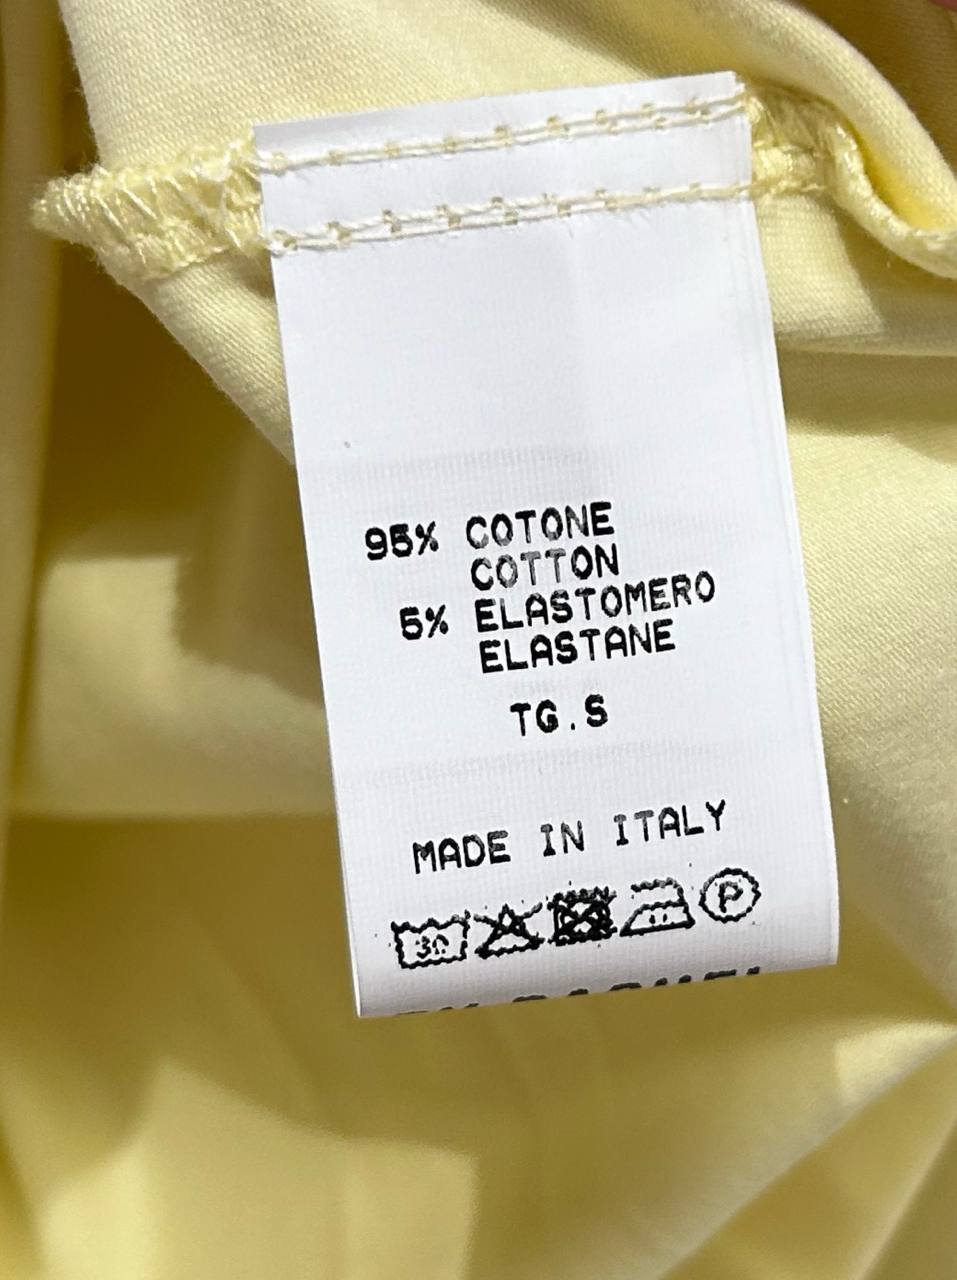 95% COTONE
COTTON
5% ELASTOMERO
ELASTANE
TG.S
MADE IN ITALY
30 P